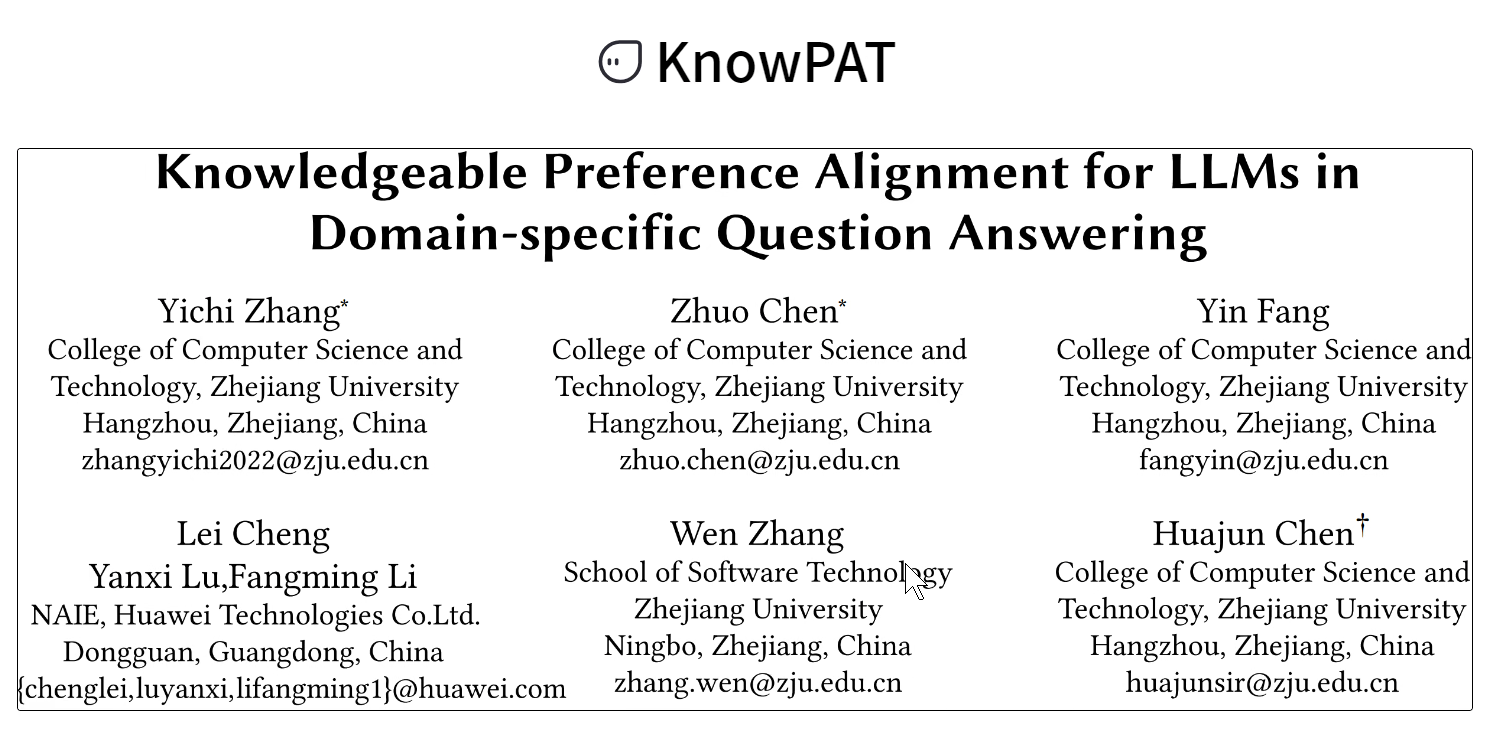 KnowPAT
Knowledgeable Preference Alignment for LLMs in
Domain-specific Question Answering
Yichi Zhang*
College of Computer Science and
Technology, Zhejiang University
Hangzhou, Zhejiang, China
zhangyichi2022@zju.edu.cn
Zhuo Chen*
College of Computer Science and
Technology, Zhejiang University
Hangzhou, Zhejiang, China
zhuo.chen@zju.edu.cn
Yin Fang
College of Computer Science and
Technology, Zhejiang University
Hangzhou, Zhejiang, China
fangyin@zju.edu.cn
Lei Cheng
Yanxi Lu,Fangming Li
NAIE, Huawei Technologies Co.Ltd.
Dongguan, Guangdong, China
{chenglei,luyanxi,lifangming1}@huawei.com
Wen Zhang
School of Software Technology
Zhejiang University
Ningbo, Zhejiang, China
zhang.wen@zju.edu.cn
Huajun Chen†
College of Computer Science and
Technology, Zhejiang University
Hangzhou, Zhejiang, China
huajunsir@zju.edu.cn